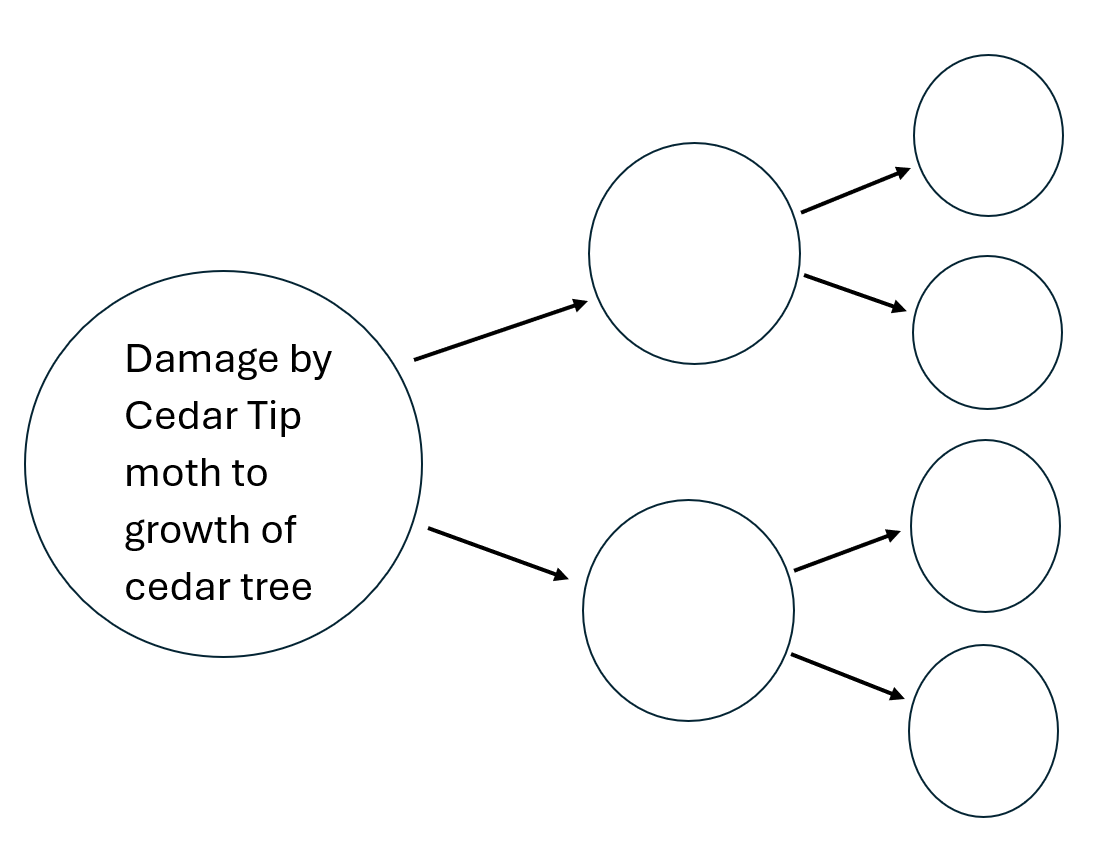 Damage by
Cedar Tip
moth to
growth of
cedar tree